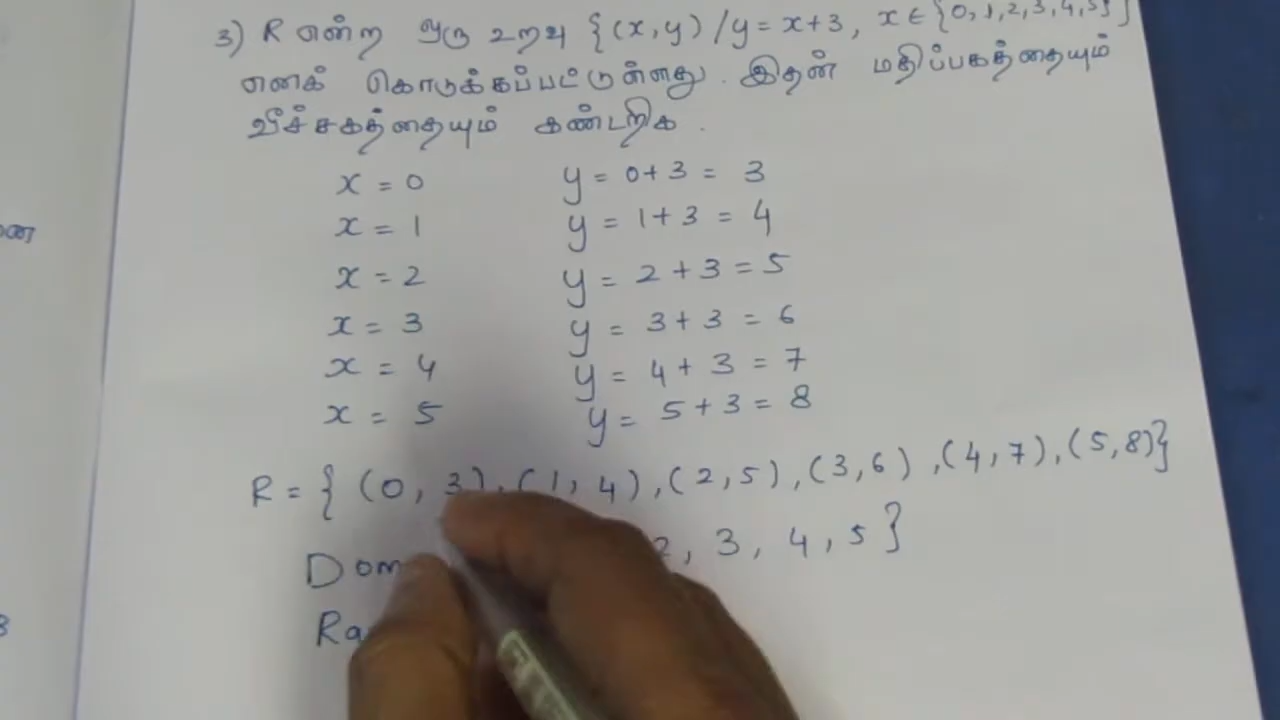 3) R என்ற ஒரு உறவு {(x,y) /y = x+3, x ∈ {0,1,2,3,4,5}}
எனக் கொடுக்கப்பட்டுள்ளது. இதன் மதிப்பகத்தையும்
வீச்சகத்தையும் கண்டறிக.
x = 0 y = 0+3 = 3
x = 1 y = 1+3 = 4
x = 2 y = 2+3 = 5
x = 3 y = 3+3 = 6
x = 4 y = 4+3 = 7
x = 5 y = 5+3 = 8
R = { (0, 3), (1, 4), (2,5), (3,6), (4,7), (5,8)}
2, 3, 4, 5 }